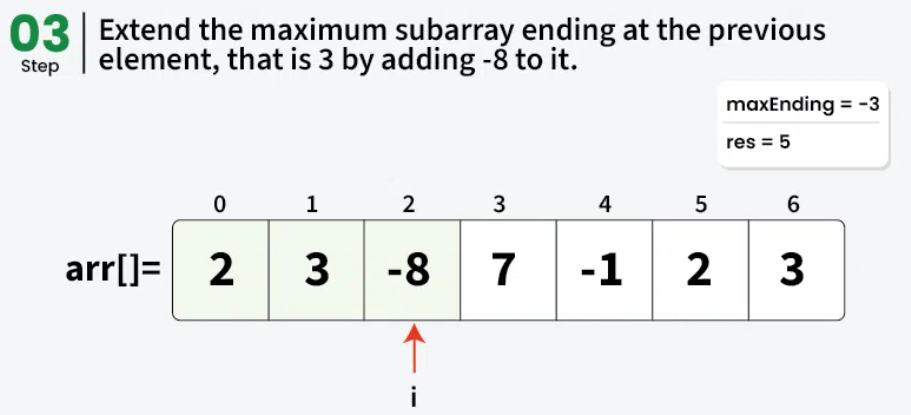 03
Step
Extend the maximum subarray ending at the previous
element, that is 3 by adding -8 to it.
maxEnding = -3
res = 5
0 1 2 3 4 5 6
arr[]= 2 3 -8 7 -1 2 3
i